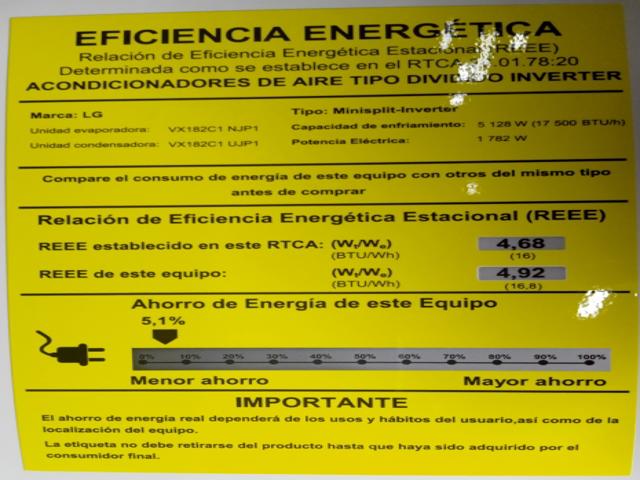 EFICIENCIA ENERGÉTICA
Relación de Eficiencia Energética Estacional (REEE)
Determinada como se establece en el RTCA .01.78:20
ACONDICIONADORES DE AIRE TIPO DIVIDIDO INVERTER
Marca: LG
Tipo: Minisplit-Inverter
Unidad evaporadora: VX182C1 NJP1
Capacidad de enfriamiento: 5 128 W (17 500 BTU/h)
Unidad condensadora: VX182C1 UJP1
Potencia Eléctrica: 1 782 W
Compare el consumo de energía de este equipo con otros del mismo tipo
antes de comprar
Relación de Eficiencia Energética Estacional (REEE)
REEE establecido en este RTCA: (Wt/We) 4,68
(BTU/Wh) (16)
REEE de este equipo: (Wt/We) 4,92
(BTU/Wh) (16,8)
Ahorro de Energía de este Equipo
5,1%
0% 10% 20% 30% 40% 50% 60% 70% 80% 90% 100%
Menor ahorro Mayor ahorro
IMPORTANTE
El ahorro de energía real dependerá de los usos y hábitos del usuario,así como de la
localización del equipo.
La etiqueta no debe retirarse del producto hasta que haya sido adquirido por el
consumidor final.